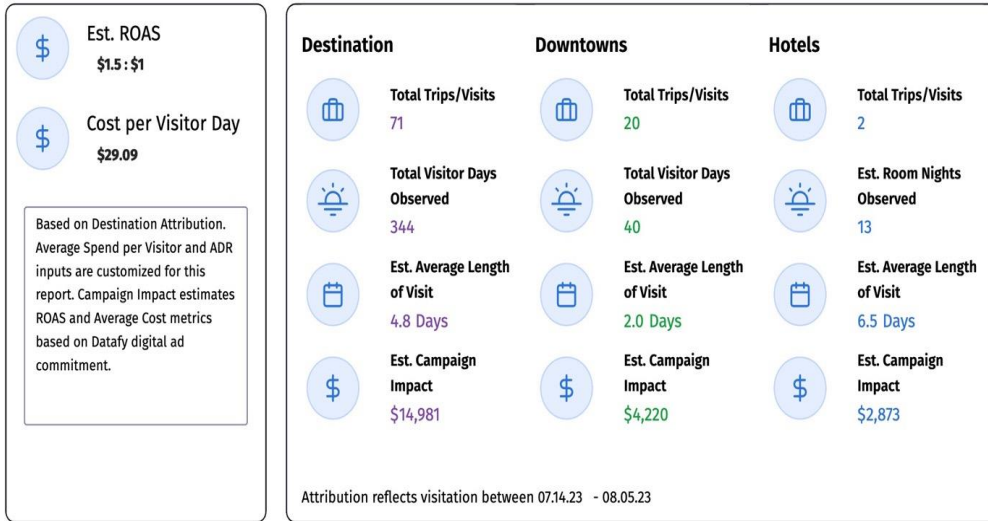 Est. ROAS
$1.5 : $1
Cost per Visitor Day
$29.09
Based on Destination Attribution.
Average Spend per Visitor and ADR
inputs are customized for this
report. Campaign Impact estimates
ROAS and Average Cost metrics
based on Datafy digital ad
commitment.
Destination
Total Trips/Visits
71
Total Visitor Days
Observed
344
Est. Average Length
of Visit
4.8 Days
Est. Campaign
Impact
$14,981
Downtowns
Total Trips/Visits
20
Total Visitor Days
Observed
40
Est. Average Length
of Visit
2.0 Days
Est. Campaign
Impact
$4,220
Hotels
Total Trips/Visits
2
Est. Room Nights
Observed
13
Est. Average Length
of Visit
6.5 Days
Est. Campaign
Impact
$2,873
Attribution reflects visitation between 07.14.23 - 08.05.23